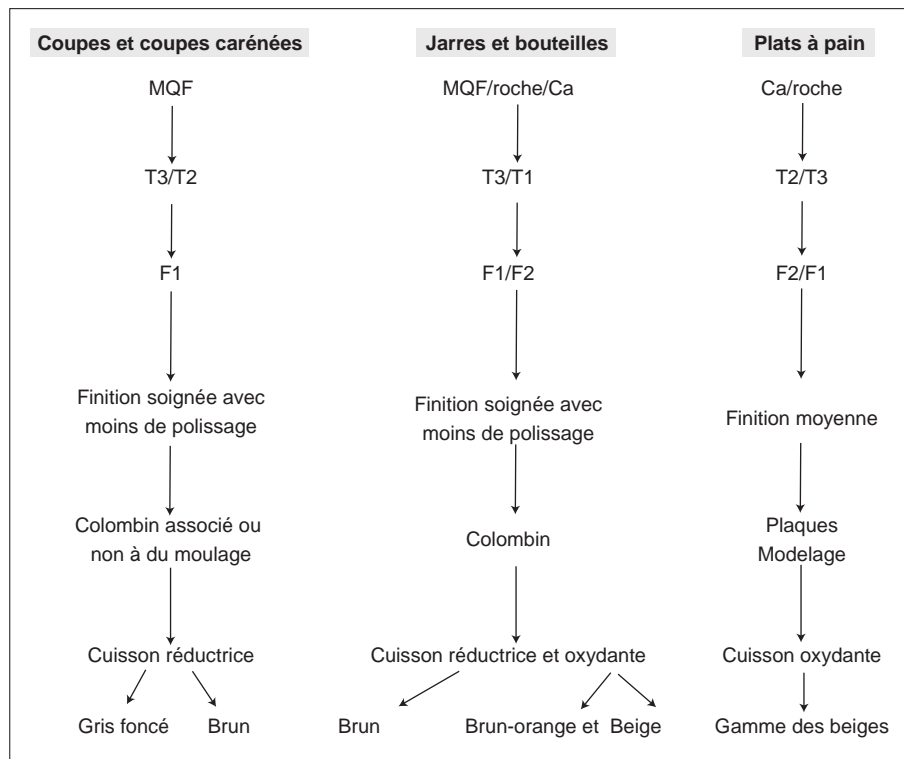 Coupes et coupes carénées
MQF
T3/T2
F1
Finition soignée avec
moins de polissage
Colombin associé ou
non à du moulage
Cuisson réductrice
Gris foncé
Brun
Jarres et bouteilles
MQF/roche/Ca
T3/T1
F1/F2
Finition soignée avec
moins de polissage
Colombin
Cuisson réductrice et oxydante
Brun
Brun-orange et Beige
Plats à pain
Ca/roche
T2/T3
F2/F1
Finition moyenne
Plaques
Modelage
Cuisson oxydante
Gamme des beiges